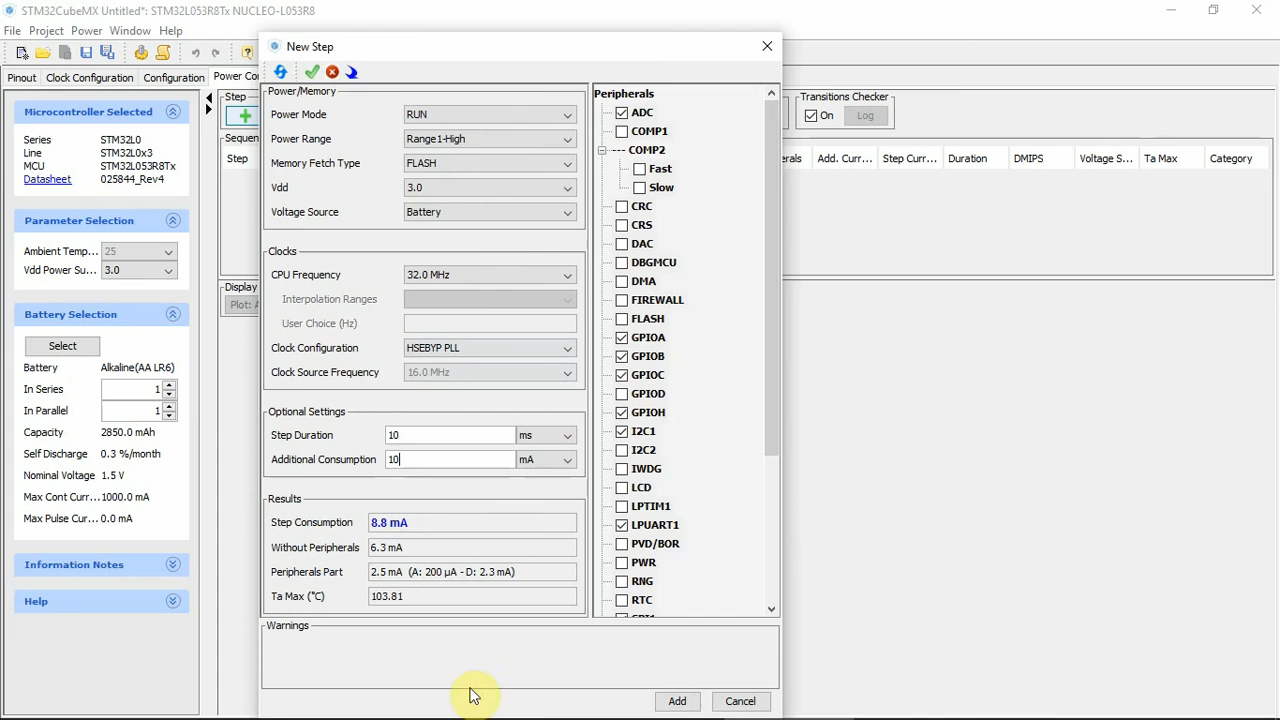 STM32CubeMX Untitled*: STM32L053R8Tx NUCLEO-L053R8
File Project Power Window Help
Pinout Clock Configuration Configuration Power Con
Microcontroller Selected
Series STM32L0
Line STM32L0x3
MCU STM32L053R8Tx
Datasheet 025844_Rev4
Parameter Selection
Ambient Temp... 25
Vdd Power Su... 3.0
Battery Selection
Select
Battery Alkaline(AA LR6)
In Series 1
In Parallel 1
Capacity 2850.0 mAh
Self Discharge 0.3 %/month
Nominal Voltage 1.5 V
Max Cont Curr... 1000.0 mA
Max Pulse Cur... 0.0 mA
Information Notes
Help
Step
Sequen
Step
Display
Plot: A
New Step
Power/Memory
Power Mode RUN
Power Range Range1-High
Memory Fetch Type FLASH
Vdd 3.0
Voltage Source Battery
Clocks
CPU Frequency 32.0 MHz
Interpolation Ranges
User Choice (Hz)
Clock Configuration HSEBYP PLL
Clock Source Frequency 16.0 MHz
Optional Settings
Step Duration 10 ms
Additional Consumption 10 mA
Results
Step Consumption 8.8 mA
Without Peripherals 6.3 mA
Peripherals Part 2.5 mA (A: 200 µA - D: 2.3 mA)
Ta Max (°C) 103.81
Warnings
Add Cancel
Peripherals
ADC
COMP1
COMP2
Fast
Slow
CRC
CRS
DAC
DBGMCU
DMA
FIREWALL
FLASH
GPIOA
GPIOB
GPIOC
GPIOD
GPIOH
I2C1
I2C2
IWDG
LCD
LPTIM1
LPUART1
PVD/BOR
PWR
RNG
RTC
SPI1
Transitions Checker
On Log
erals Add. Curr... Step Curr... Duration DMIPS Voltage S... Ta Max Category